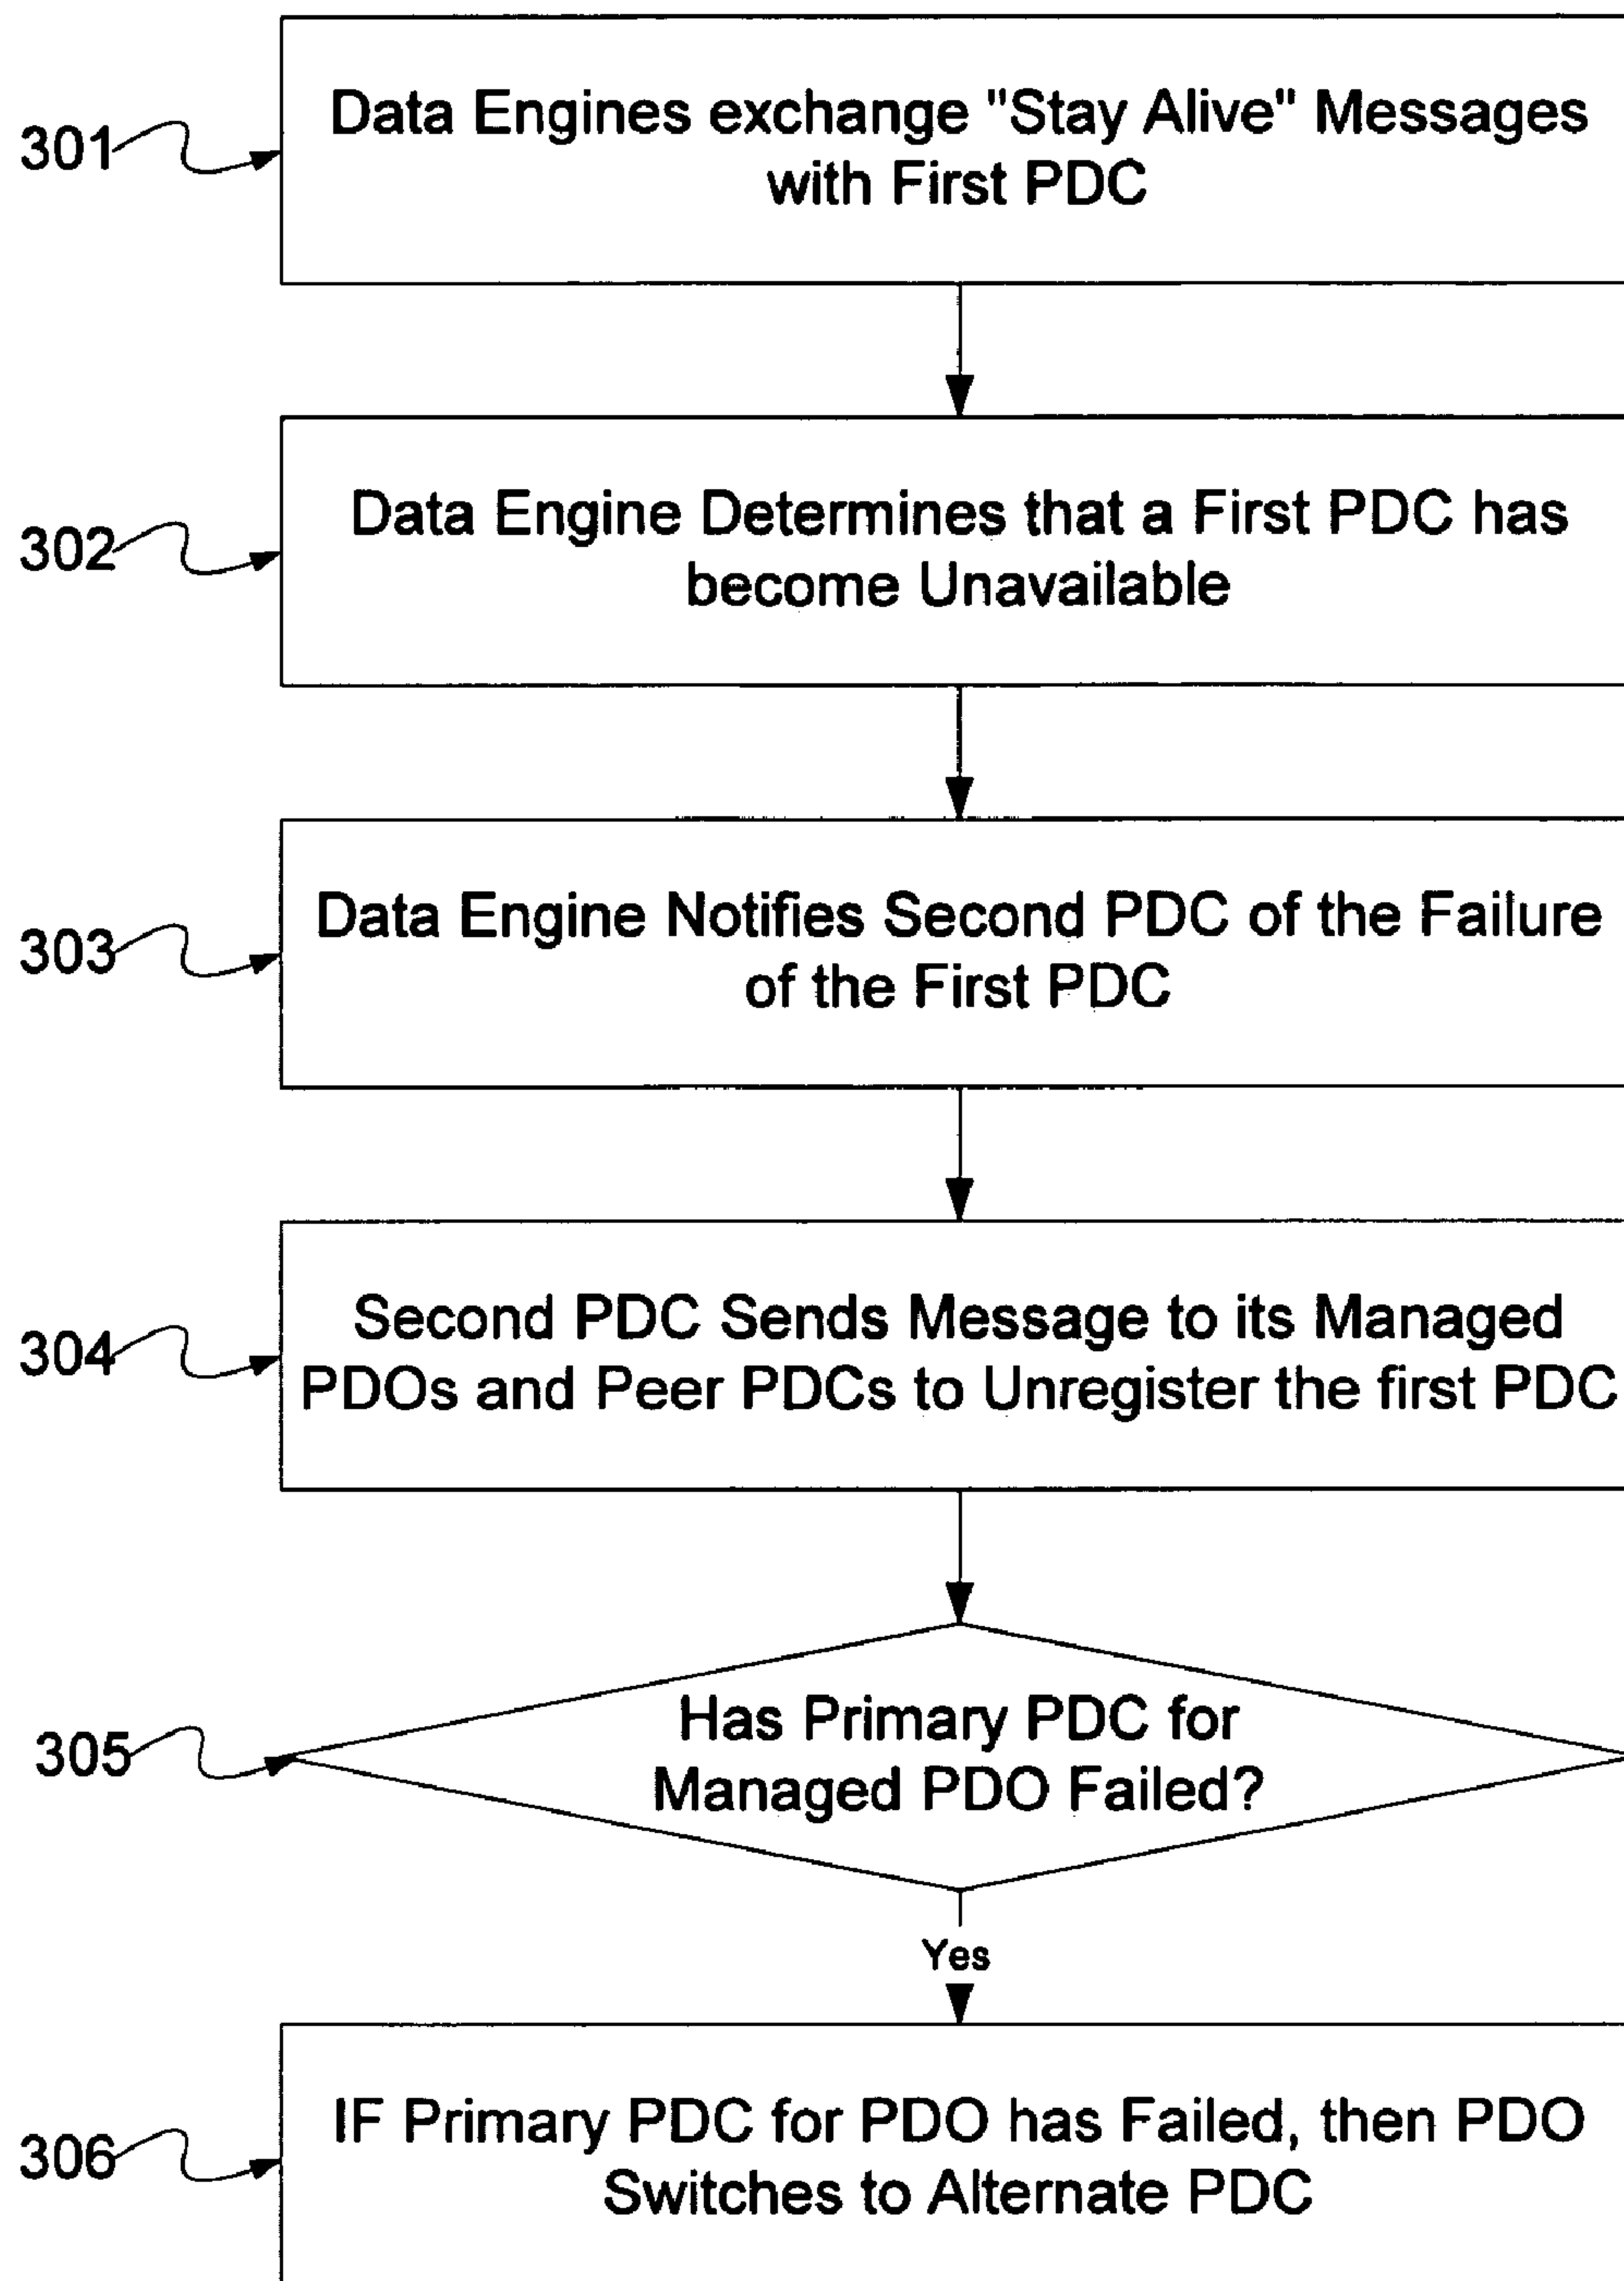 301
Data Engines exchange "Stay Alive" Messages
with First PDC
302
Data Engine Determines that a First PDC has
become Unavailable
303
Data Engine Notifies Second PDC of the Failure
of the First PDC
304
Second PDC Sends Message to its Managed
PDOs and Peer PDCs to Unregister the first PDC
305
Has Primary PDC for
Managed PDO Failed?
Yes
306
IF Primary PDC for PDO has Failed, then PDO
Switches to Alternate PDC